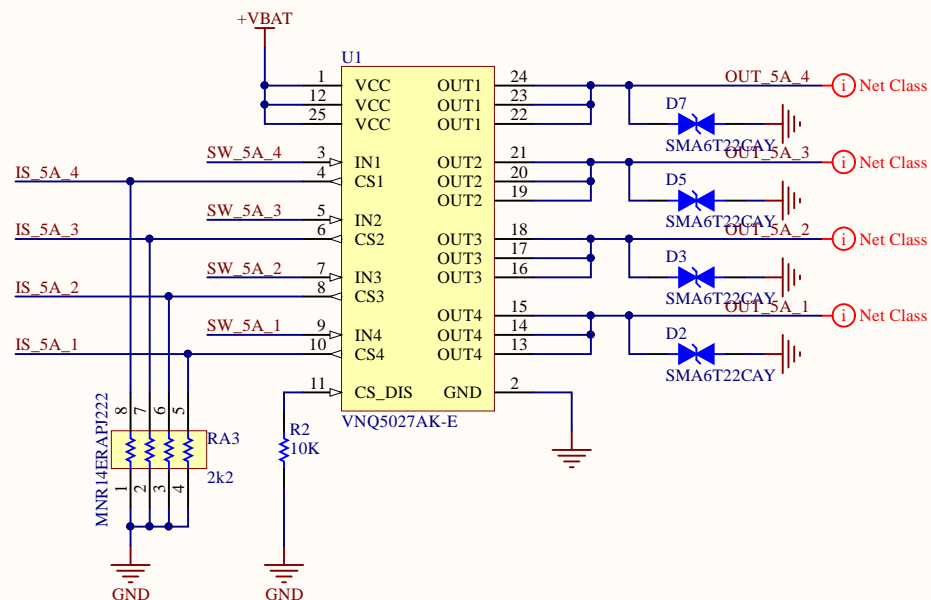 +VBAT
U1
1 VCC OUT1 24 OUT_5A_4 i Net Class
12 VCC OUT1 23
25 VCC OUT1 22
D7
SMA6T22CAY
SW_5A_4 3 IN1 OUT2 21 OUT_5A_3 i Net Class
IS_5A_4 4 CS1 OUT2 20
OUT2 19
D5
SMA6T22CAY
SW_5A_3 5 IN2
IS_5A_3 6 CS2 OUT3 18 OUT_5A_2 i Net Class
OUT3 17
SW_5A_2 7 IN3 OUT3 16
D3
SMA6T22CAY
IS_5A_2 8 CS3
OUT4 15 OUT_5A_1 i Net Class
SW_5A_1 9 IN4 OUT4 14
IS_5A_1 10 CS4 OUT4 13
D2
SMA6T22CAY
11 CS_DIS GND 2
VNQ5027AK-E
8 7 6 5
MNR14ERAPJ222
RA3
2k2
1 2 3 4
R2
10K
GND
GND